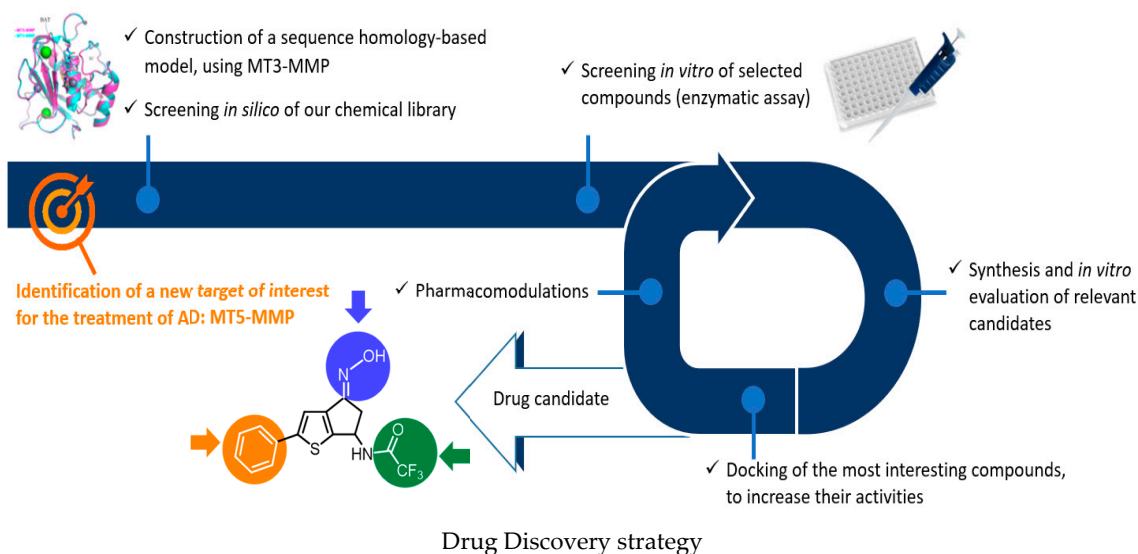 ✓ Construction of a sequence homology-based
model, using MT3-MMP
✓ Screening in silico of our chemical library
✓ Screening in vitro of selected
compounds (enzymatic assay)
Identification of a new target of interest
for the treatment of AD: MT5-MMP
✓ Pharmacomodulations
✓ Synthesis and in vitro
evaluation of relevant
candidates
OH
N
S
HN
O
CF3
Drug candidate
✓ Docking of the most interesting compounds,
to increase their activities
Drug Discovery strategy